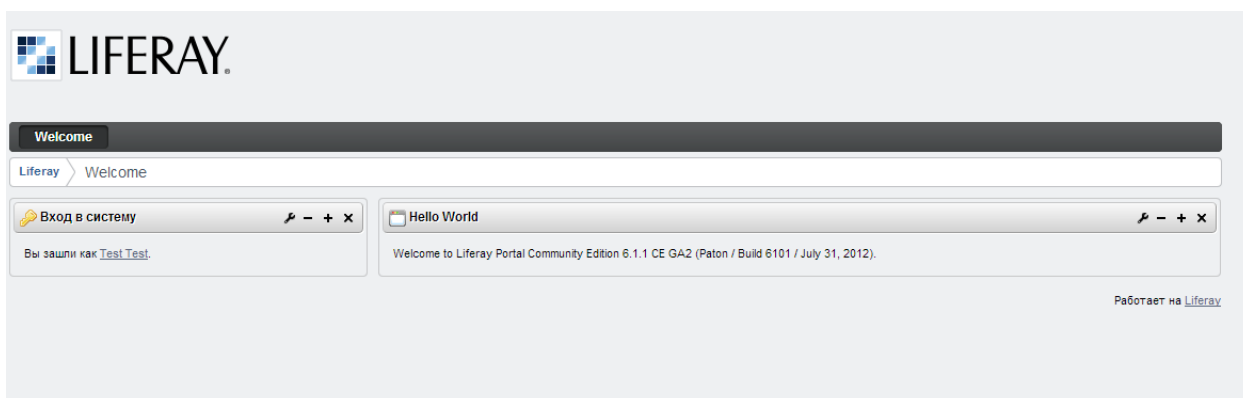 LIFERAY.
Welcome
Liferay Welcome
Вход в систему
Вы зашли как Test Test.
Hello World
Welcome to Liferay Portal Community Edition 6.1.1 CE GA2 (Paton / Build 6101 / July 31, 2012).
Работает на Liferay